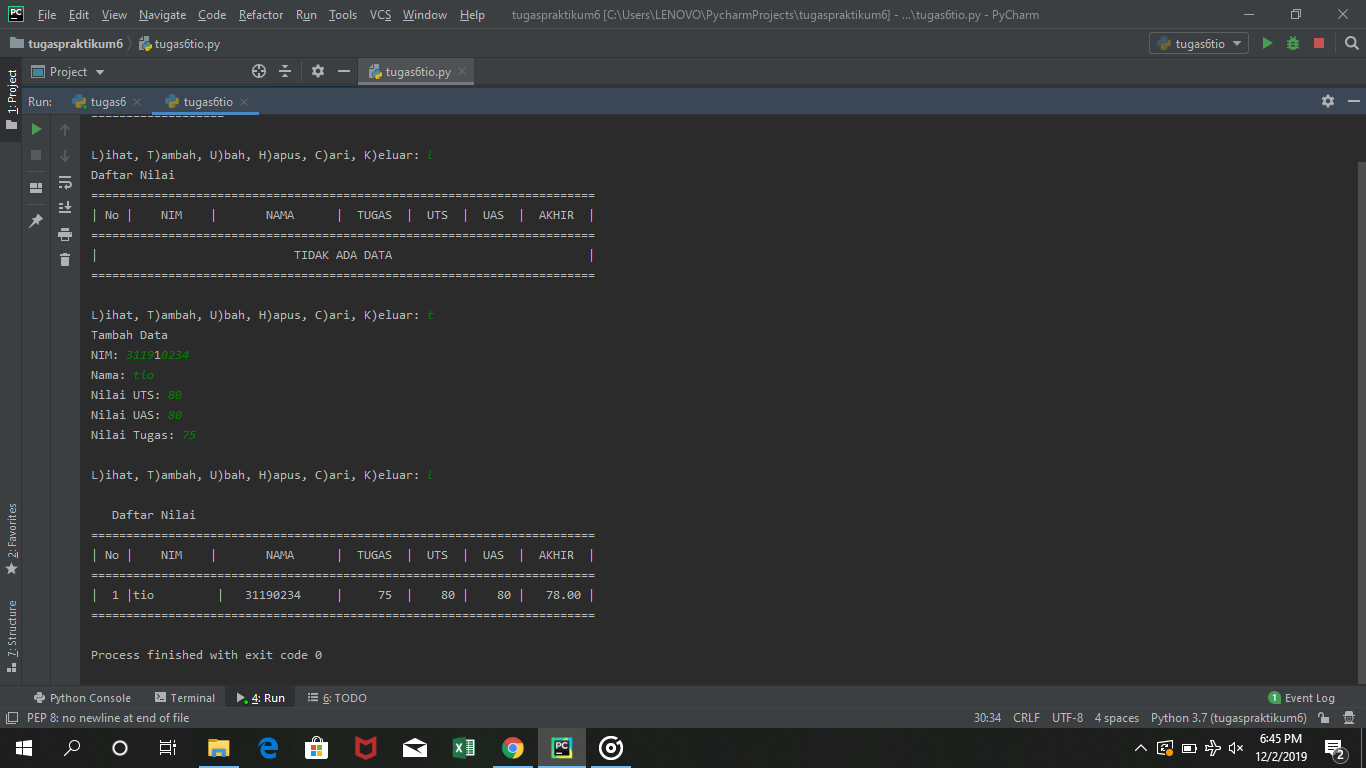 PC File Edit View Navigate Code Refactor Run Tools VCS Window Help tugaspraktikum6 [C:\Users\LENOVO\PycharmProjects\tugaspraktikum6] - ...\tugas6tio.py - PyCharm
tugaspraktikum6 tugas6tio.py tugas6tio
1: Project
Project tugas6tio.py
Run: tugas6 tugas6tio
===================
L)ihat, T)ambah, U)bah, H)apus, C)ari, K)eluar: l
Daftar Nilai
========================================================================
| No |    NIM    |       NAMA      |  TUGAS  |  UTS  |  UAS  |  AKHIR  |
========================================================================
|                            TIDAK ADA DATA                            |
========================================================================
L)ihat, T)ambah, U)bah, H)apus, C)ari, K)eluar: t
Tambah Data
NIM: 311910234
Nama: tio
Nilai UTS: 80
Nilai UAS: 80
Nilai Tugas: 75
L)ihat, T)ambah, U)bah, H)apus, C)ari, K)eluar: l
   Daftar Nilai
========================================================================
| No |    NIM    |       NAMA      |  TUGAS  |  UTS  |  UAS  |  AKHIR  |
========================================================================
|  1 |tio         |   31190234     |     75  |    80 |    80 |   78.00 |
========================================================================
Process finished with exit code 0
2: Favorites
7: Structure
Python Console Terminal 4: Run 6: TODO 1 Event Log
PEP 8: no newline at end of file 30:34 CRLF UTF-8 4 spaces Python 3.7 (tugaspraktikum6)
PC
6:45 PM
12/2/2019
2